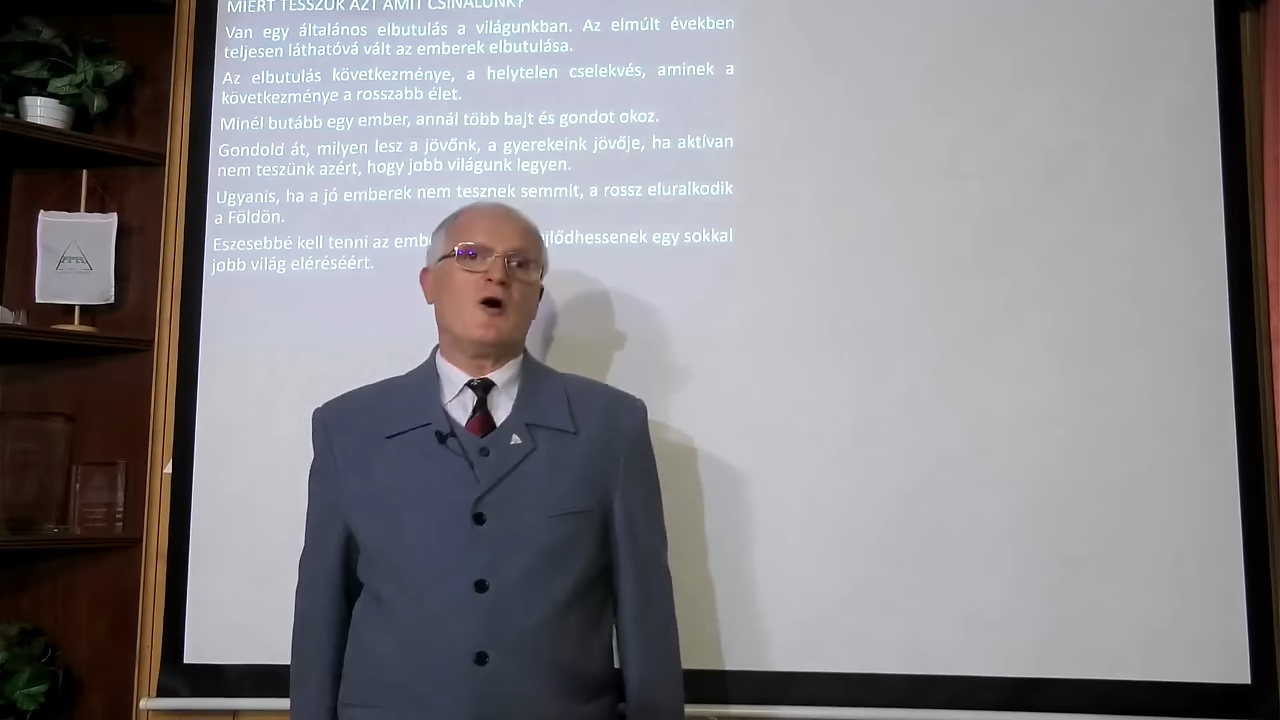 MIÉRT TESSZÜK AZT AMIT CSINÁLUNK?
Van egy általános elbutulás a világunkban. Az elmúlt években
teljesen láthatóvá vált az emberek elbutulása.
Az elbutulás következménye, a helytelen cselekvés, aminek a
következménye a rosszabb élet.
Minél butább egy ember, annál több bajt és gondot okoz.
Gondold át, milyen lesz a jövőnk, a gyerekeink jövője, ha aktívan
nem teszünk azért, hogy jobb világunk legyen.
Ugyanis, ha a jó emberek nem tesznek semmit, a rossz eluralkodik
a Földön.
Eszesebbé kell tenni az egy sokkal
jobb világ eléréséért.